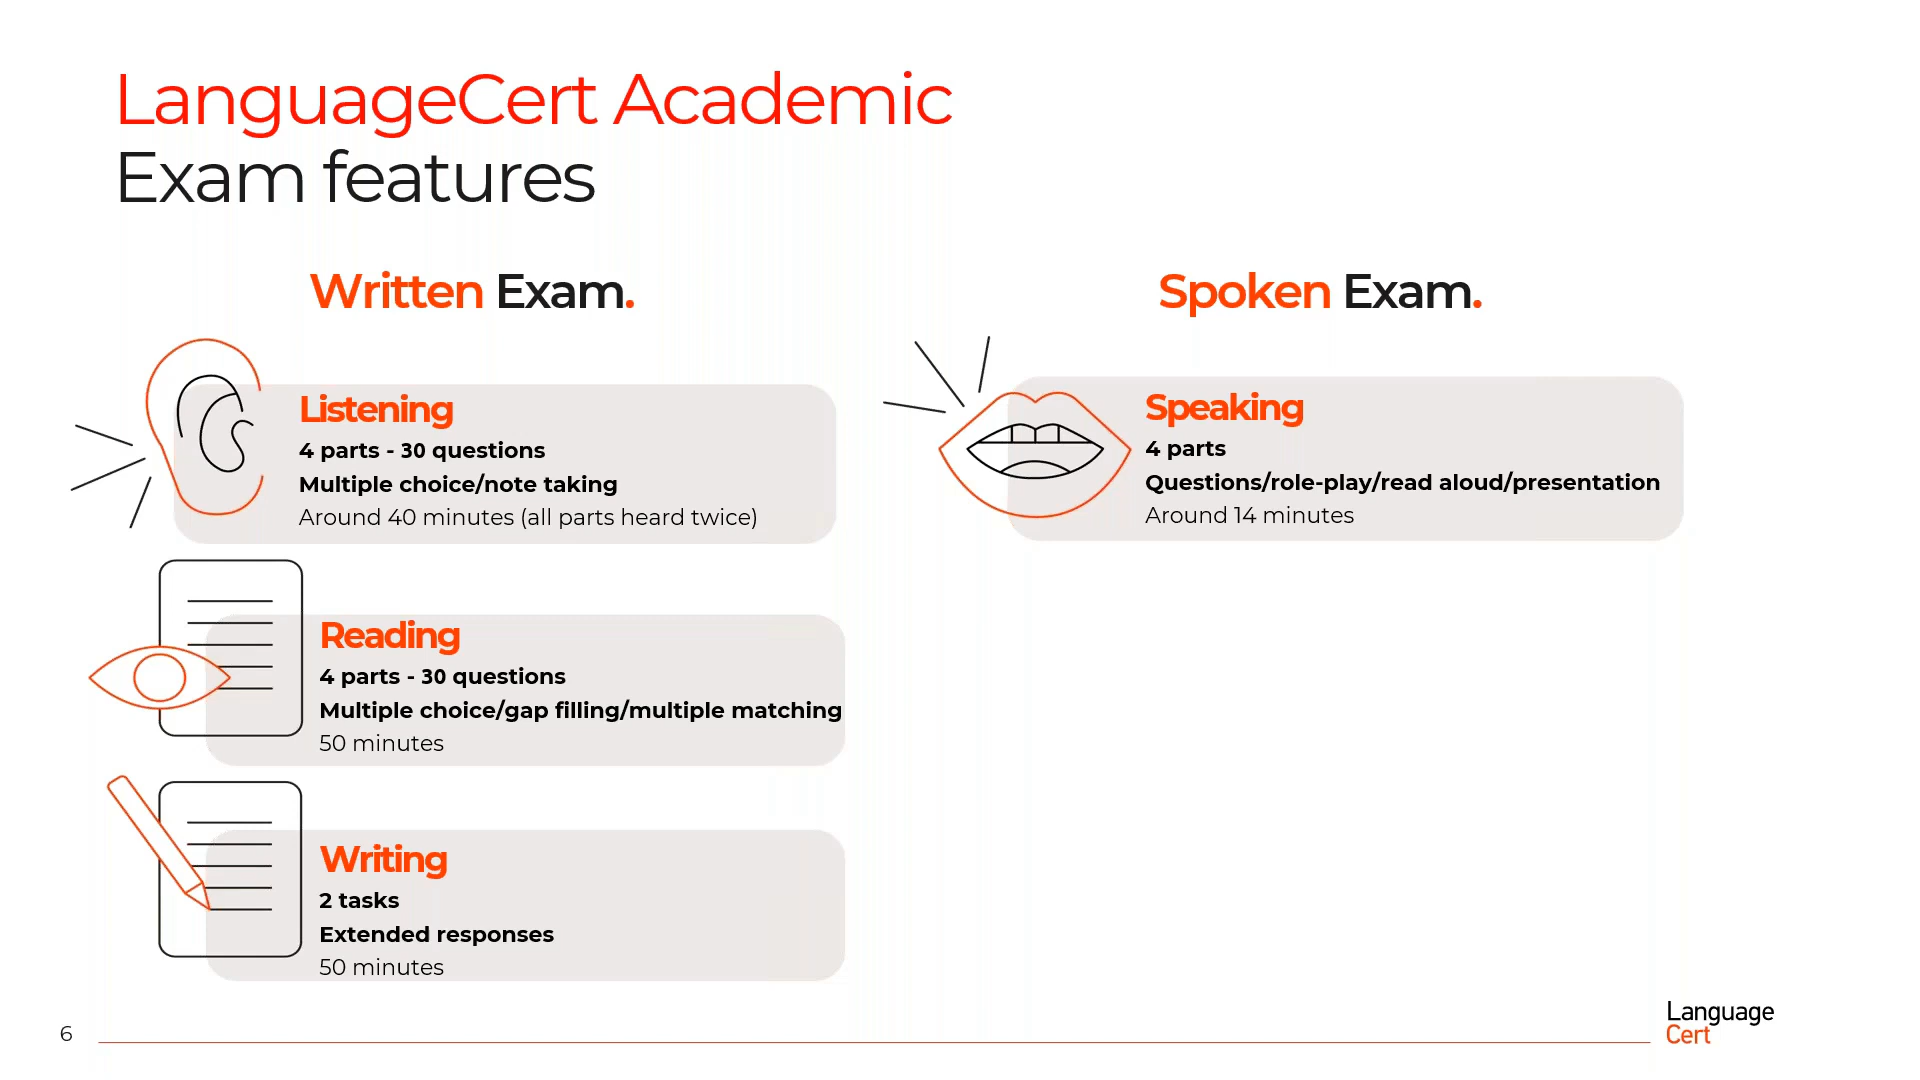 LanguageCert Academic
Exam features
Written Exam.
Listening
4 parts - 30 questions
Multiple choice/note taking
Around 40 minutes (all parts heard twice)
Reading
4 parts - 30 questions
Multiple choice/gap filling/multiple matching
50 minutes
Writing
2 tasks
Extended responses
50 minutes
Spoken Exam.
Speaking
4 parts
Questions/role-play/read aloud/presentation
Around 14 minutes
6
Language
Cert